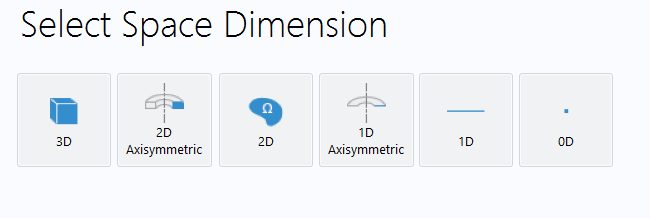 Select Space Dimension
Ω
3D
2D
Axisymmetric
2D
1D
Axisymmetric
1D
0D